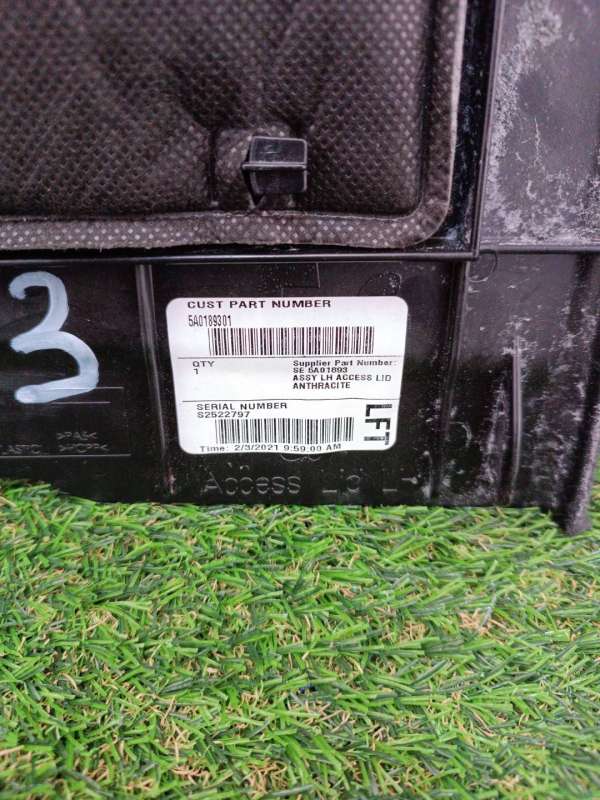 3
CUST PART NUMBER
5A0189301
QTY
1
Supplier Part Number:
SE 5A01893
ASSY LH ACCESS LID
ANTHRACITE
SERIAL NUMBER
S2522797
LFT
Time: 2/3/2021 9:59:00 AM
>PA6<
Access L